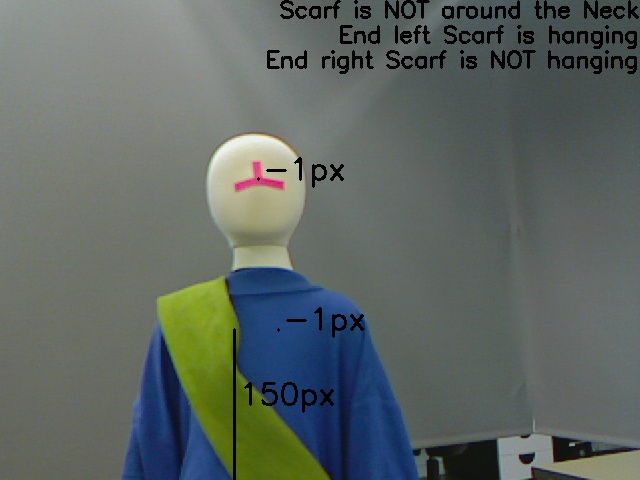 Scarf is NOT around the Neck
End left Scarf is hanging
End right Scarf is NOT hanging
-1px
-1px
150px